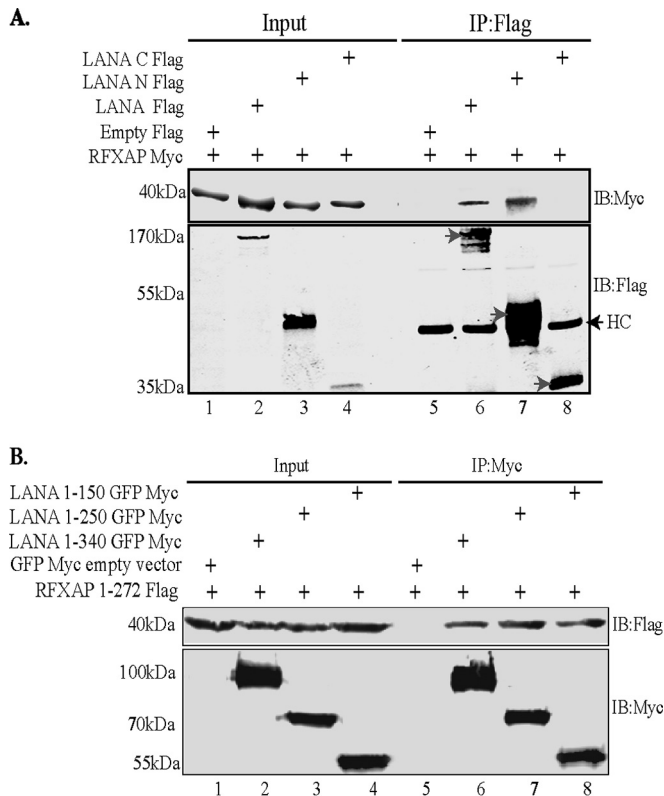 A.
Input IP:Flag
LANA C Flag + +
LANA N Flag + +
LANA Flag + +
Empty Flag + +
RFXAP Myc + + + + + + + +
40kDa IB:Myc
170kDa
55kDa IB:Flag
HC
35kDa
1 2 3 4 5 6 7 8
B.
Input IP:Myc
LANA 1-150 GFP Myc + +
LANA 1-250 GFP Myc + +
LANA 1-340 GFP Myc + +
GFP Myc empty vector + +
RFXAP 1-272 Flag + + + + + + + +
40kDa IB:Flag
100kDa
70kDa IB:Myc
55kDa
1 2 3 4 5 6 7 8